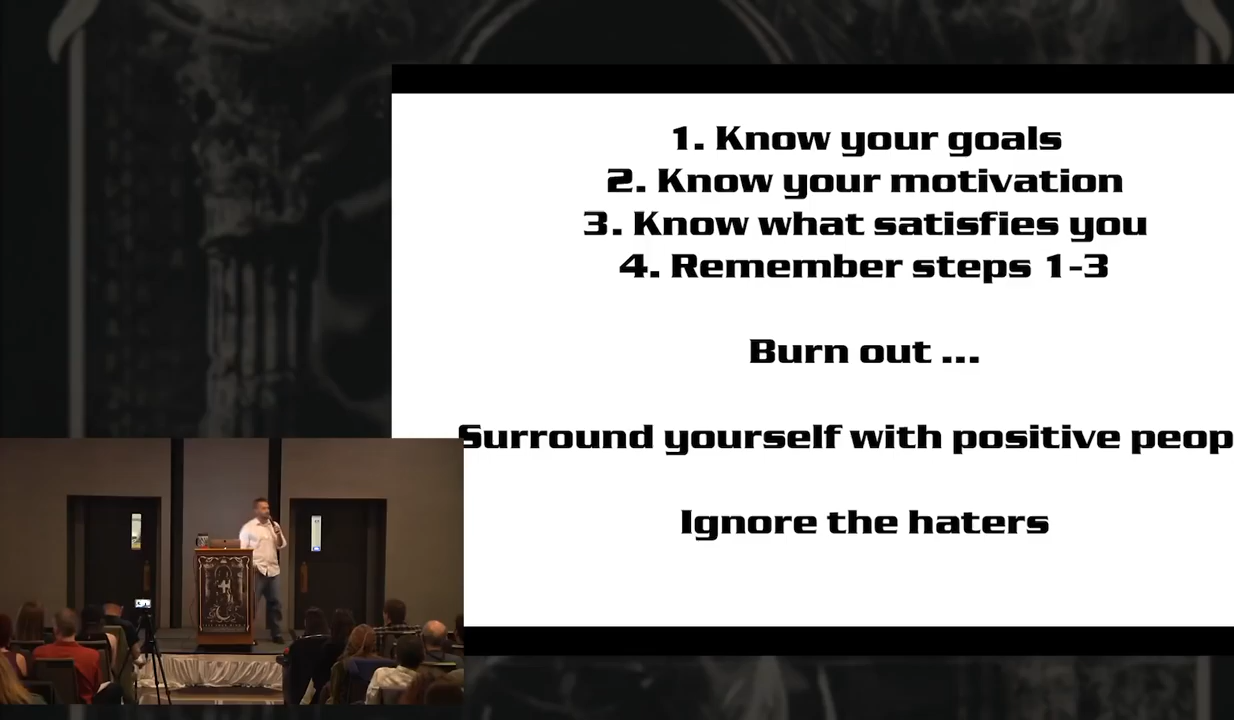 1. Know your goals
2. Know your motivation
3. Know what satisfies you
4. Remember steps 1-3
Burn out ...
Surround yourself with positive peop
Ignore the haters